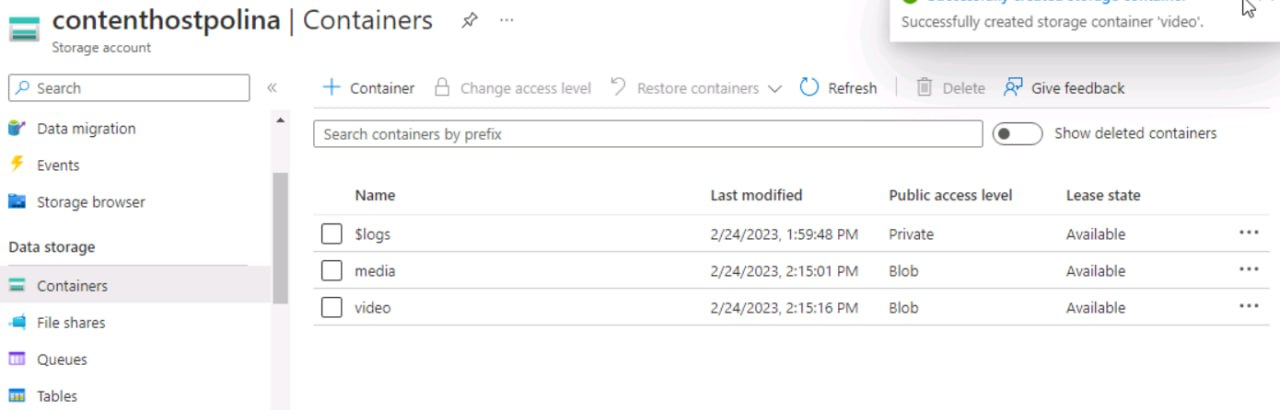 contenthostpolina | Containers
Storage account
Successfully created storage container
Successfully created storage container 'video'.
Search
Container Change access level Restore containers Refresh Delete Give feedback
Search containers by prefix
Show deleted containers
Data migration
Events
Storage browser
Data storage
Containers
File shares
Queues
Tables
Name Last modified Public access level Lease state
$logs 2/24/2023, 1:59:48 PM Private Available
media 2/24/2023, 2:15:01 PM Blob Available
video 2/24/2023, 2:15:16 PM Blob Available